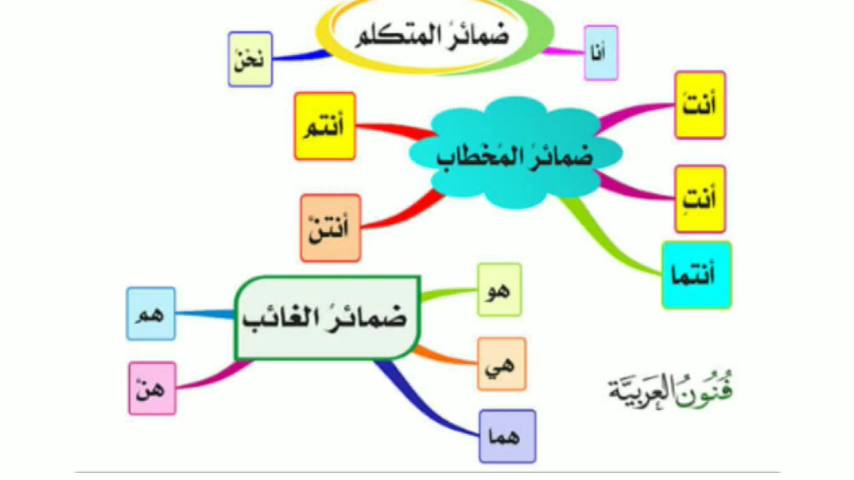 ضمائرُ المتكلم
أنا
نحْنُ
ضمائرُ المُخطاب
أنتَ
أنتِ
أنتما
أنتم
أنتنْ
ضمائرُ الغائب
هو
هي
هما
هم
هنْ
فُنُونُ العَرَبِيَّة